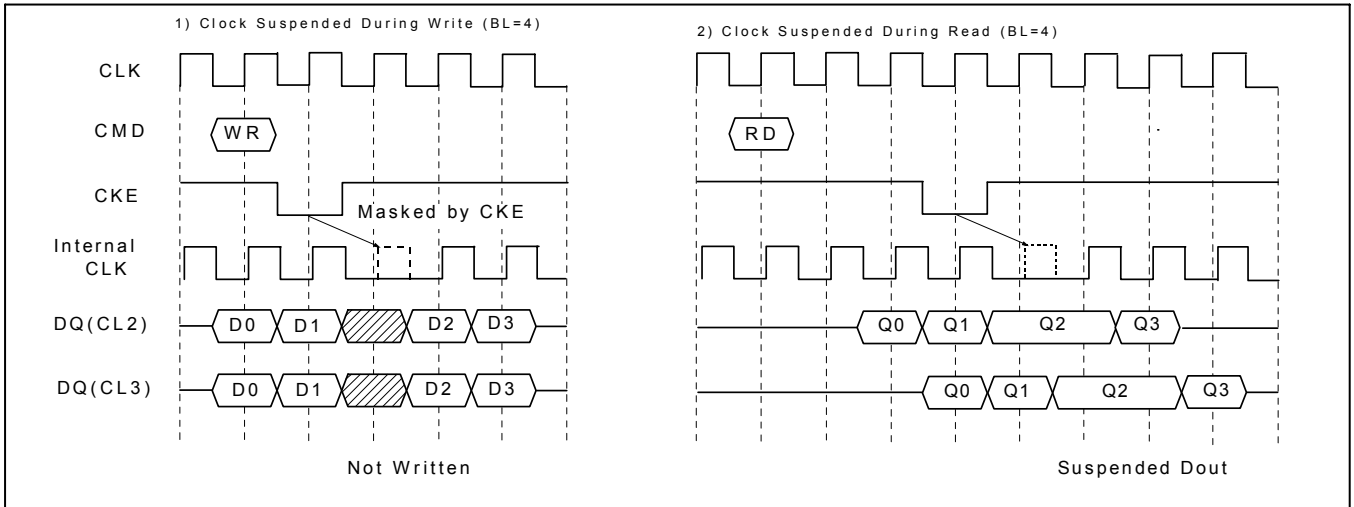 1) Clock Suspended During Write (BL=4)
2) Clock Suspended During Read (BL=4)
CLK
CMD
WR
RD
CKE
Masked by CKE
Internal
CLK
DQ(CL2)
D0 D1 D2 D3
Q0 Q1 Q2 Q3
DQ(CL3)
D0 D1 D2 D3
Q0 Q1 Q2 Q3
Not Written
Suspended Dout